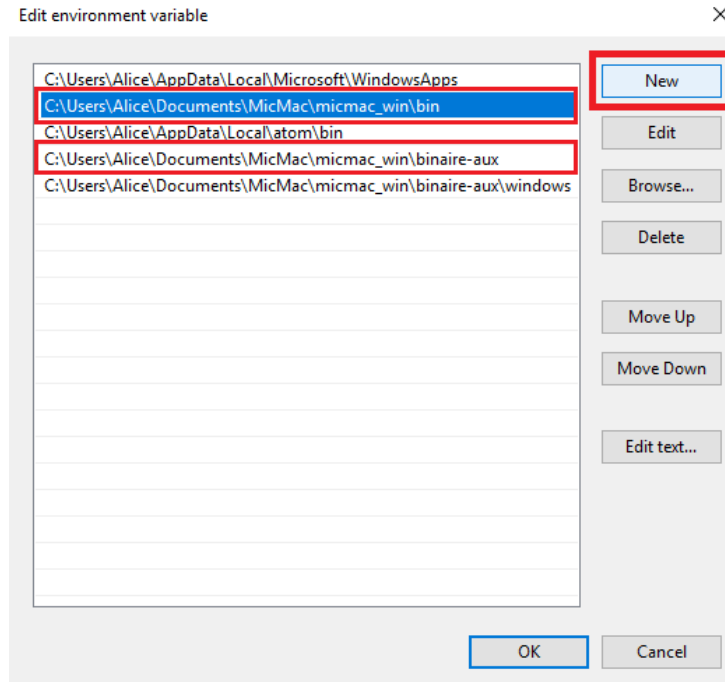 Edit environment variable
C:\Users\Alice\AppData\Local\Microsoft\WindowsApps
C:\Users\Alice\Documents\MicMac\micmac_win\bin
C:\Users\Alice\AppData\Local\atom\bin
C:\Users\Alice\Documents\MicMac\micmac_win\binaire-aux
C:\Users\Alice\Documents\MicMac\micmac_win\binaire-aux\windows
New
Edit
Browse...
Delete
Move Up
Move Down
Edit text...
OK
Cancel